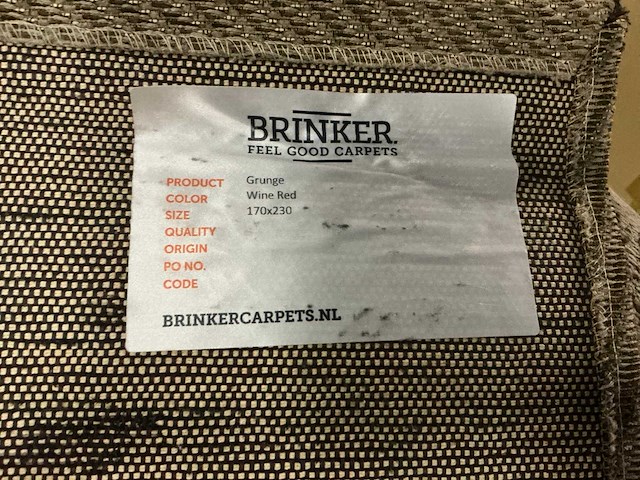 BRINKER.
FEEL GOOD CARPETS
PRODUCT Grunge
COLOR Wine Red
SIZE 170x230
QUALITY
ORIGIN
PO NO.
CODE
BRINKERCARPETS.NL